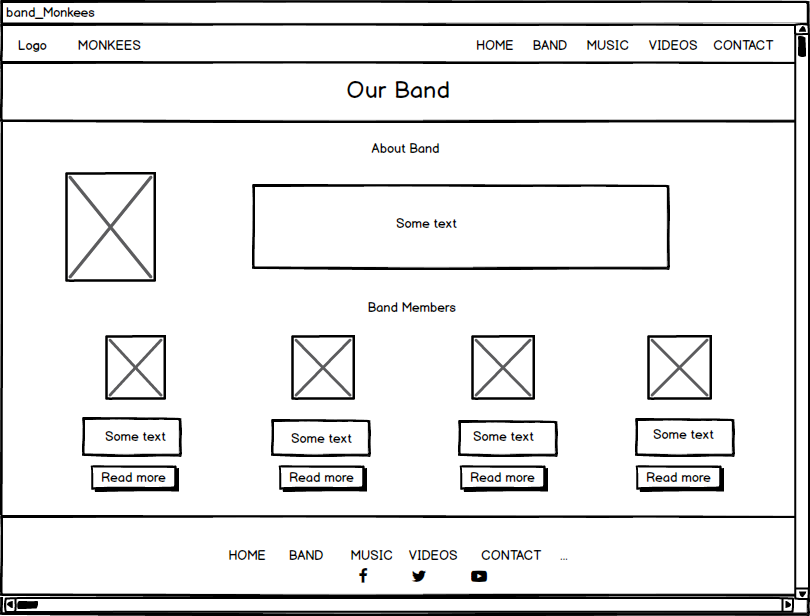 band_Monkees
Logo MONKEES HOME BAND MUSIC VIDEOS CONTACT
Our Band
About Band
Some text
Band Members
Some text Some text Some text Some text
Read more Read more Read more Read more
HOME BAND MUSIC VIDEOS CONTACT ...